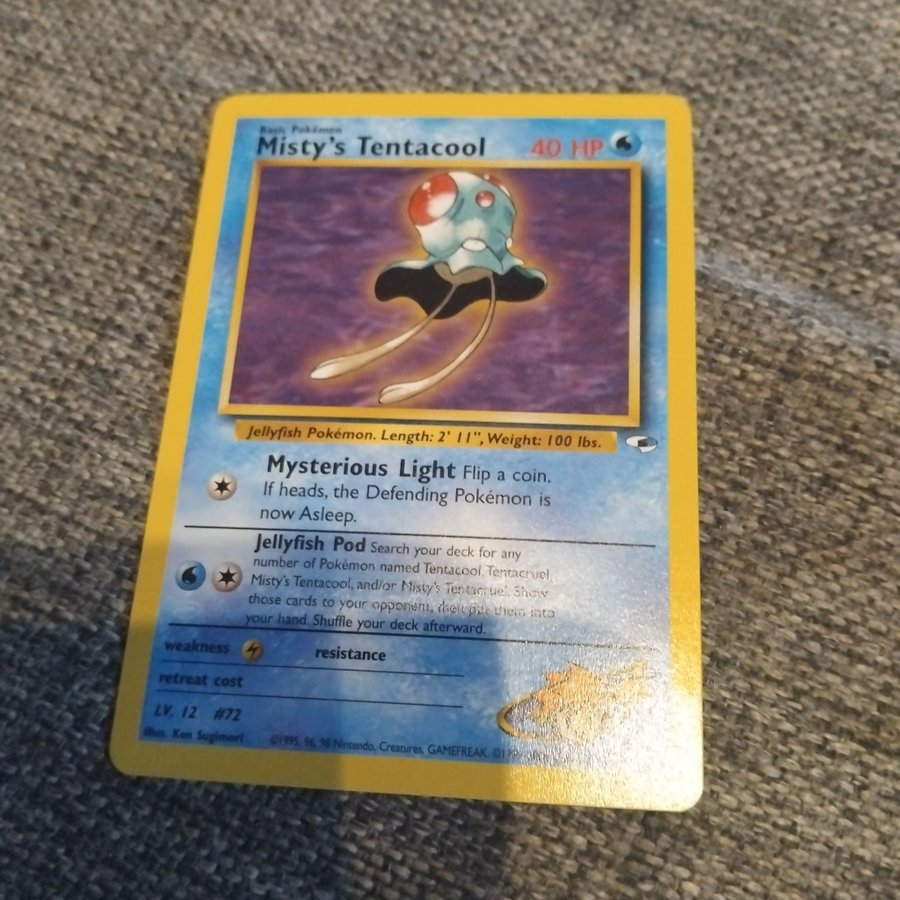 Basic Pokémon
Misty's Tentacool 40 HP
Jellyfish Pokémon. Length: 2' 11", Weight: 100 lbs.
Mysterious Light Flip a coin.
If heads, the Defending Pokémon is
now Asleep.
Jellyfish Pod Search your deck for any
number of Pokémon named Tentacool, Tentacruel,
Misty's Tentacool, and/or Misty's Tentacruel. Show
those cards to your opponent, then put them into
your hand. Shuffle your deck afterward.
weakness resistance
retreat cost
LV. 12 #72
Illus. Ken Sugimori ©1995, 96, 98 Nintendo, Creatures, GAMEFREAK.